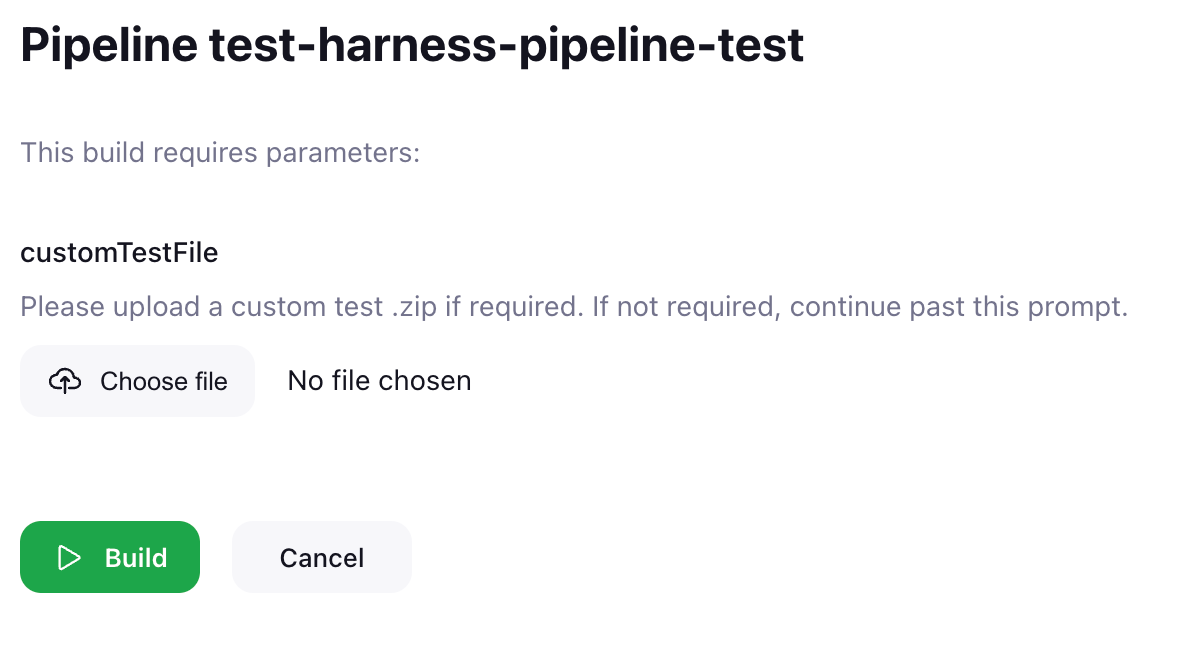 Pipeline test-harness-pipeline-test
This build requires parameters:
customTestFile
Please upload a custom test .zip if required. If not required, continue past this prompt.
Choose file No file chosen
Build Cancel